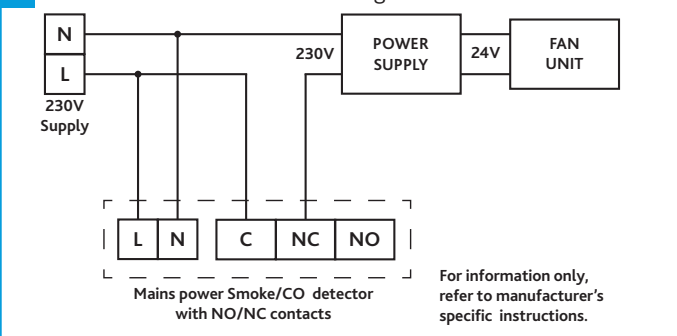 N
L
230V
Supply
230V
POWER
SUPPLY
24V
FAN
UNIT
L
N
C
NC
NO
Mains power Smoke/CO detector
with NO/NC contacts
For information only,
refer to manufacturer's
specific instructions.